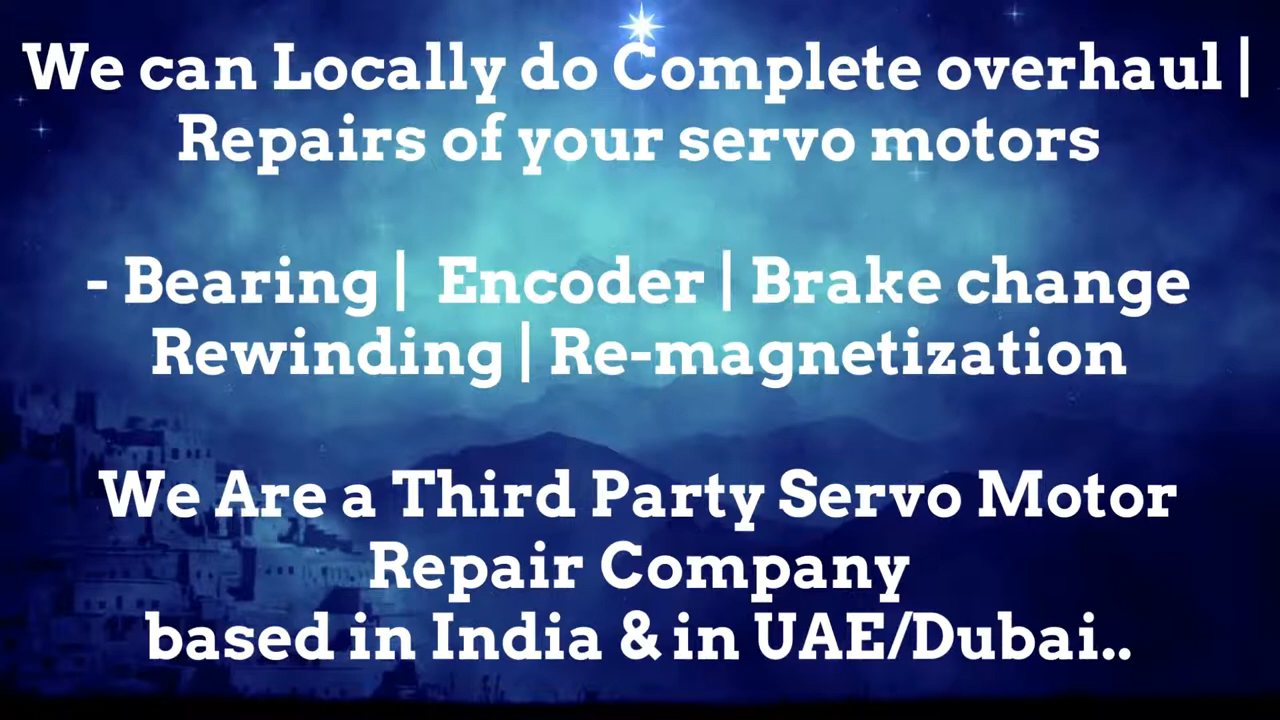 We can Locally do Complete overhaul |
Repairs of your servo motors
- Bearing | Encoder | Brake change
Rewinding | Re-magnetization
We Are a Third Party Servo Motor
Repair Company
based in India & in UAE/Dubai..